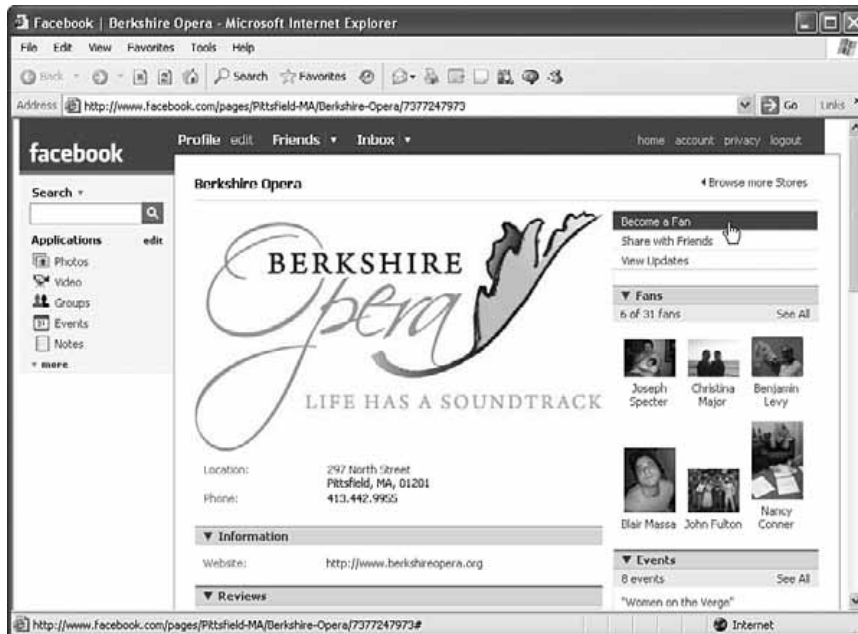 Facebook | Berkshire Opera - Microsoft Internet Explorer
File Edit View Favorites Tools Help
Back Search Favorites
Address http://www.facebook.com/pages/Pittsfield-MA/Berkshire-Opera/7377247973 Go Links
facebook
Profile edit Friends Inbox
home account privacy logout
Search
Applications edit
Photos
Video
Groups
Events
31
Notes
more
Berkshire Opera
Browse more Stores
BERKSHIRE
Opera
LIFE HAS A SOUNDTRACK
Location: 297 North Street
Pittsfield, MA, 01201
Phone: 413.442.9955
Information
Website: http://www.berkshireopera.org
Reviews
Become a Fan
Share with Friends
View Updates
Fans
6 of 31 fans See All
Joseph Specter
Christina Major
Benjamin Levy
Blair Massa
John Fulton
Nancy Conner
Events
8 events See All
"Women on the Verge"
http://www.facebook.com/pages/Pittsfield-MA/Berkshire-Opera/7377247973# Internet